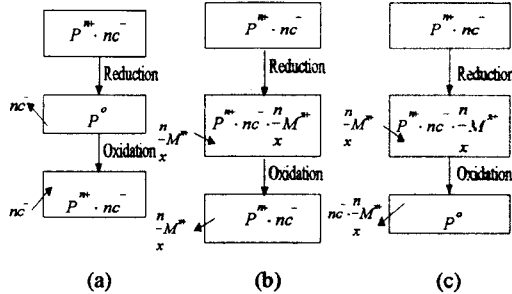 P^{n+} · nc^{-}
Reduction
nc^{-}
P^{o}
Oxidation
nc^{-}
P^{n+} · nc^{-}
(a)
P^{n+} · nc^{-}
Reduction
n/x M^{x+}
P^{n+} · nc^{-} · n/x M^{x+}
Oxidation
n/x M^{x+}
P^{n+} · nc^{-}
(b)
P^{n+} · nc^{-}
Reduction
n/x M^{x+}
P^{n+} · nc^{-} · n/x M^{x+}
Oxidation
nc^{-} · n/x M^{x+}
P^{o}
(c)